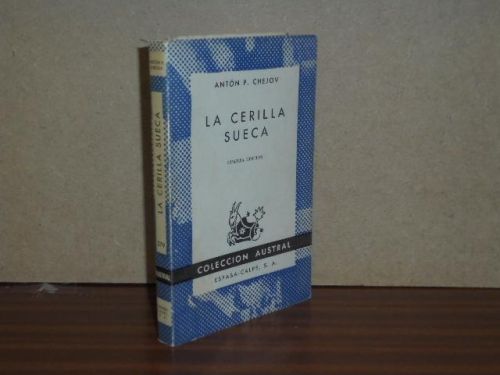 ANTÓN P. CHEJOV
LA CERILLA
SUECA
COLECCION AUSTRAL
ESPASA-CALPE, S. A.
LA CERILLA SUECA